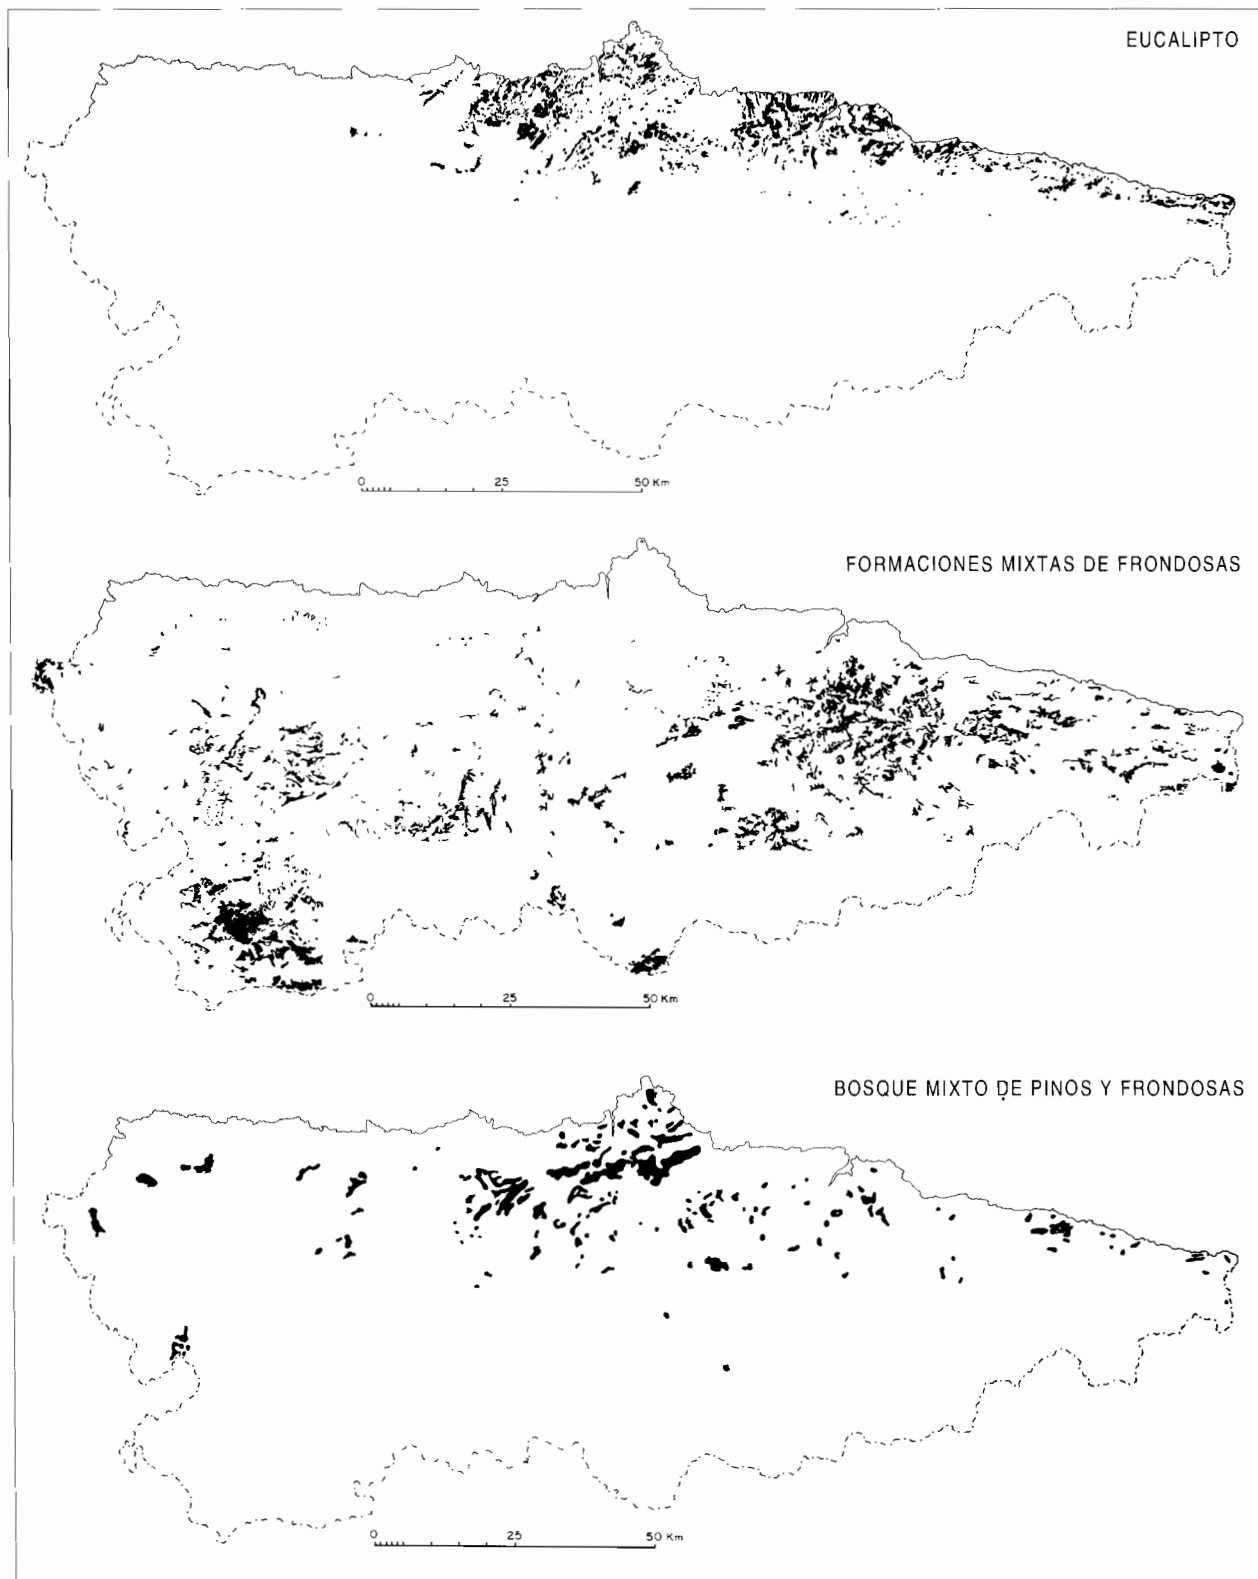 EUCALIPTO
0 25 50 Km
FORMACIONES MIXTAS DE FRONDOSAS
0 25 50 Km
BOSQUE MIXTO DE PINOS Y FRONDOSAS
0 25 50 Km